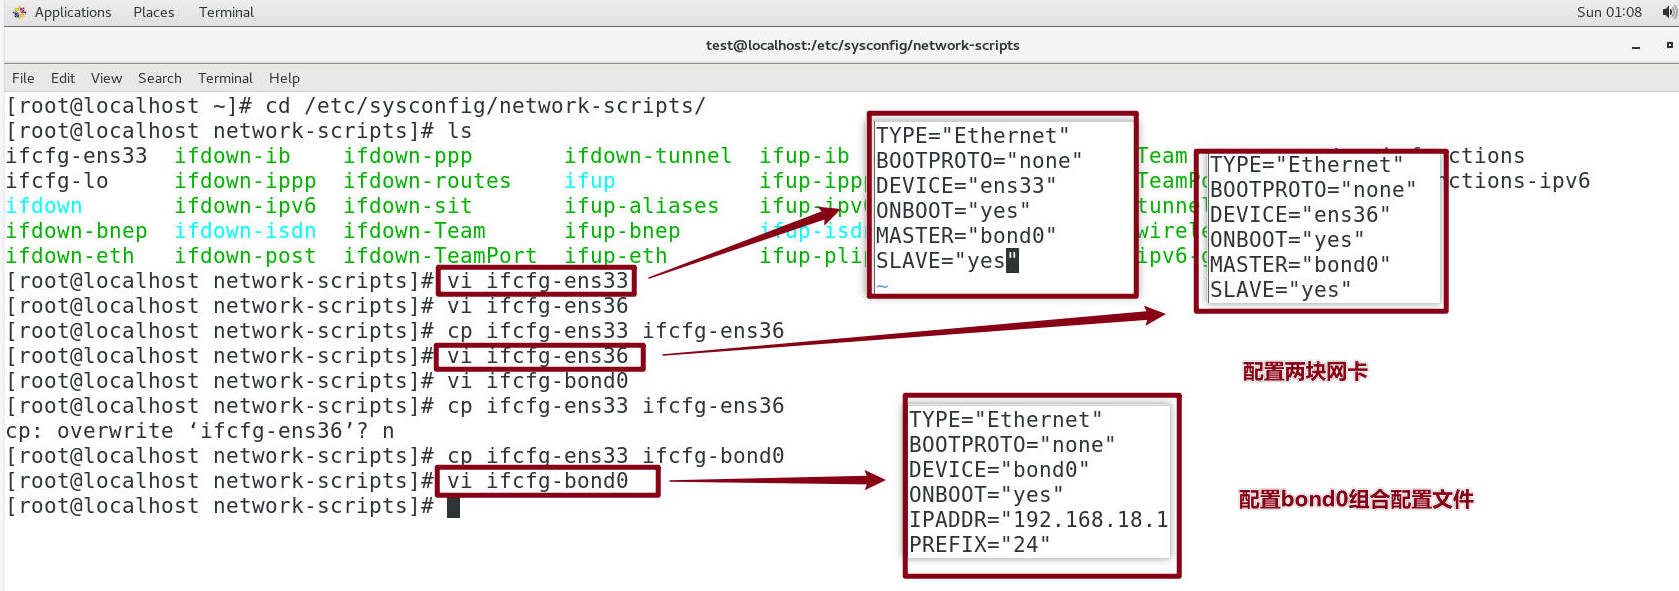 Applications Places Terminal Sun 01:08
test@localhost:/etc/sysconfig/network-scripts
File Edit View Search Terminal Help
[root@localhost ~]# cd /etc/sysconfig/network-scripts/
[root@localhost network-scripts]# ls
ifcfg-ens33 ifdown-ib ifdown-ppp ifdown-tunnel ifup-ib Team
ifcfg-lo ifdown-ippp ifdown-routes ifup ifup-ippp nctions-ipv6
ifdown ifdown-ipv6 ifdown-sit ifup-aliases ifup-ipv6 tunnel
ifdown-bnep ifdown-isdn ifdown-Team ifup-bnep ifup-isdn
ifdown-eth ifdown-post ifdown-TeamPort ifup-eth ifup-plip
[root@localhost network-scripts]# vi ifcfg-ens33
[root@localhost network-scripts]# vi ifcfg-ens36
[root@localhost network-scripts]# cp ifcfg-ens33 ifcfg-ens36
[root@localhost network-scripts]# vi ifcfg-ens36
[root@localhost network-scripts]# vi ifcfg-bond0
[root@localhost network-scripts]# cp ifcfg-ens33 ifcfg-ens36
cp: overwrite ‘ifcfg-ens36’? n
[root@localhost network-scripts]# cp ifcfg-ens33 ifcfg-bond0
[root@localhost network-scripts]# vi ifcfg-bond0
[root@localhost network-scripts]#
TYPE="Ethernet"
BOOTPROTO="none"
DEVICE="ens33"
ONBOOT="yes"
MASTER="bond0"
SLAVE="yes"
~
TYPE="Ethernet"
BOOTPROTO="none"
DEVICE="ens36"
ONBOOT="yes"
MASTER="bond0"
SLAVE="yes"
配置两块网卡
TYPE="Ethernet"
BOOTPROTO="none"
DEVICE="bond0"
ONBOOT="yes"
IPADDR="192.168.18.1
PREFIX="24"
配置bond0组合配置文件